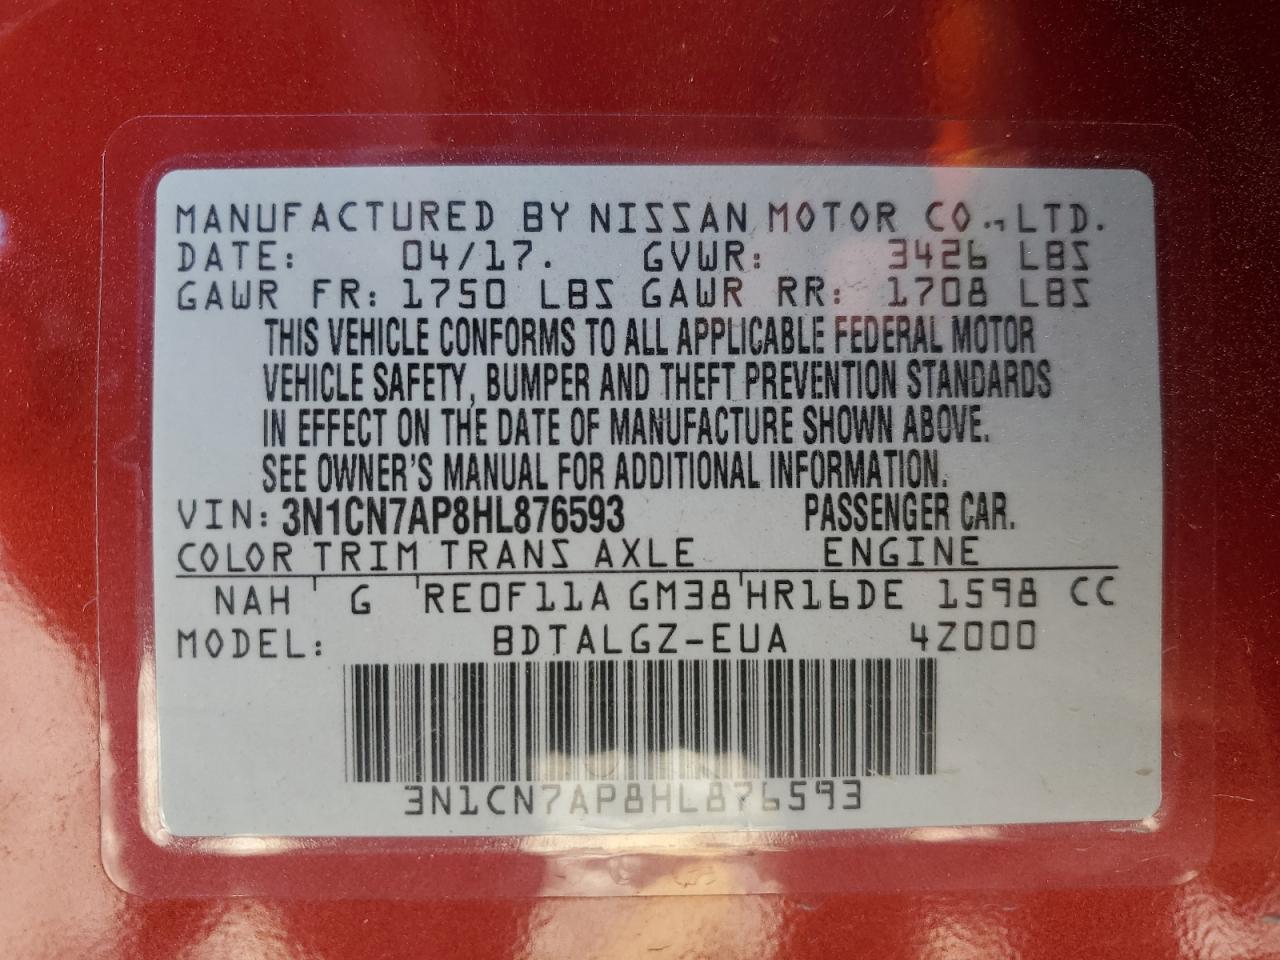 MANUFACTURED BY NISSAN MOTOR CO., LTD.
DATE: 04/17. GVWR: 3426 LBS
GAWR FR: 1750 LBS GAWR RR: 1708 LBS
THIS VEHICLE CONFORMS TO ALL APPLICABLE FEDERAL MOTOR
VEHICLE SAFETY, BUMPER AND THEFT PREVENTION STANDARDS
IN EFFECT ON THE DATE OF MANUFACTURE SHOWN ABOVE.
SEE OWNER'S MANUAL FOR ADDITIONAL INFORMATION.
VIN: 3N1CN7AP8HL876593 PASSENGER CAR.
COLOR TRIM TRANS AXLE ENGINE
NAH ' G 'RE0F11A GM38'HR16DE 1598 CC
MODEL: BDTALGZ-EUA 4Z000
3N1CN7AP8HL876593